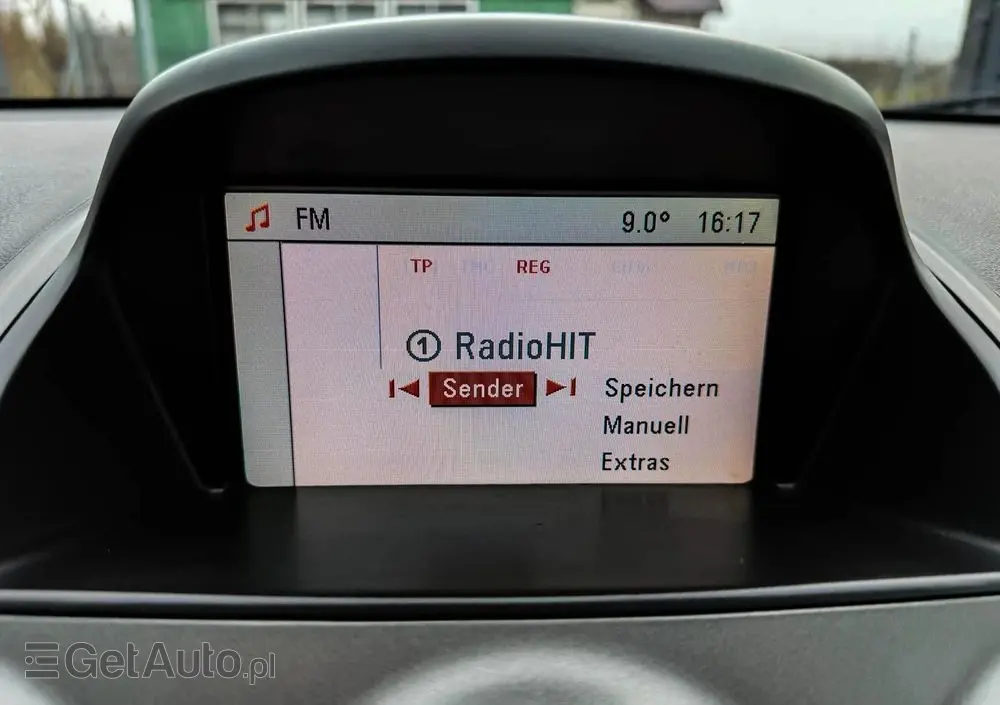 FM 9.0° 16:17
TP REG
① RadioHIT
Sender Speichern
Manuell
Extras
GetAuto.pl